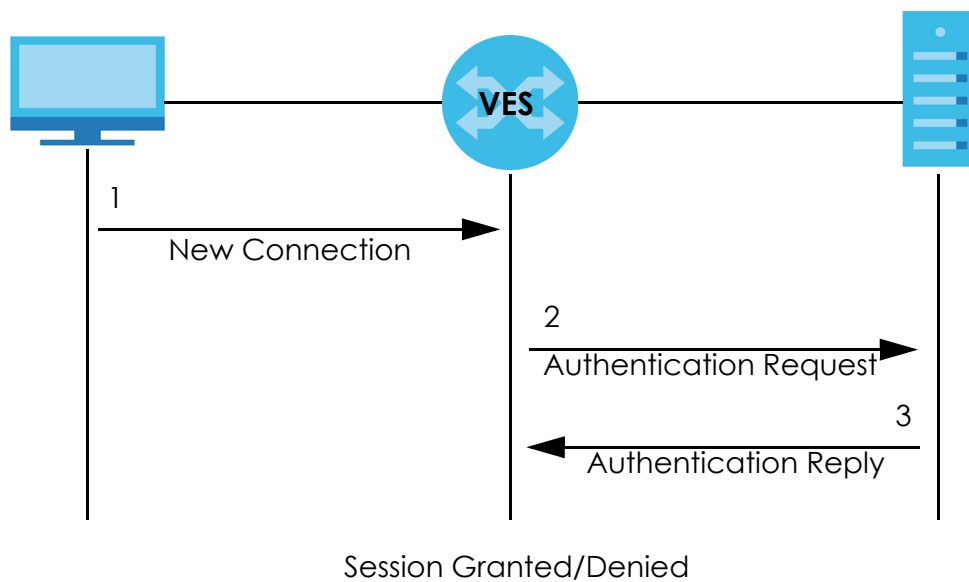 VES
1
New Connection
2
Authentication Request
3
Authentication Reply
Session Granted/Denied